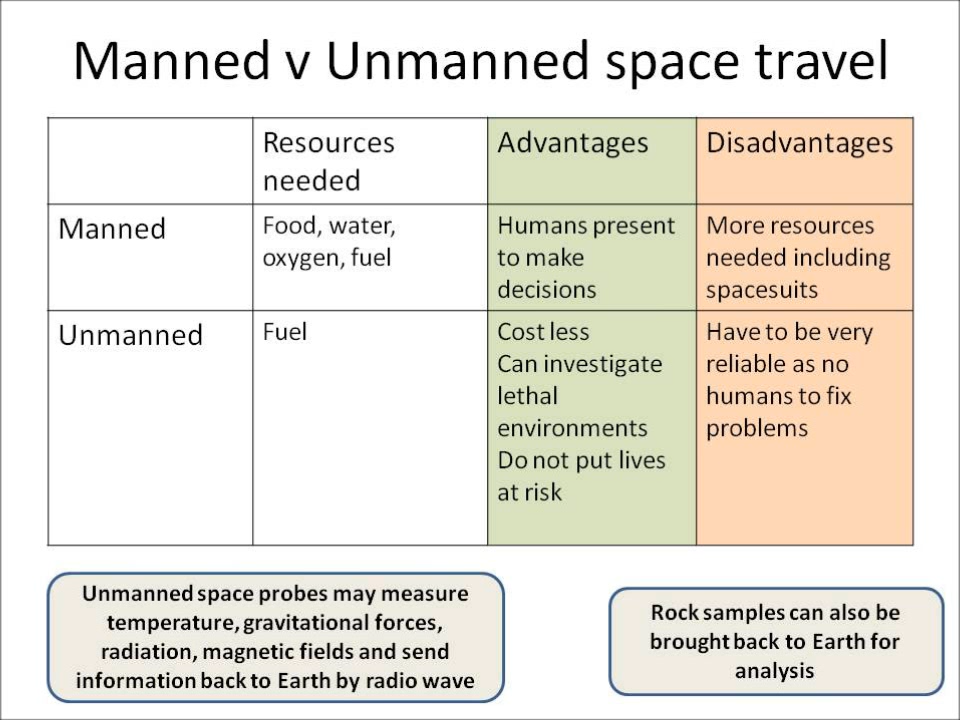 Manned v Unmanned space travel
Resources
needed
Advantages
Disadvantages
Manned
Food, water,
oxygen, fuel
Humans present
to make
decisions
More resources
needed including
spacesuits
Unmanned
Fuel
Cost less
Can investigate
lethal
environments
Do not put lives
at risk
Have to be very
reliable as no
humans to fix
problems
Unmanned space probes may measure
temperature, gravitational forces,
radiation, magnetic fields and send
information back to Earth by radio wave
Rock samples can also be
brought back to Earth for
analysis